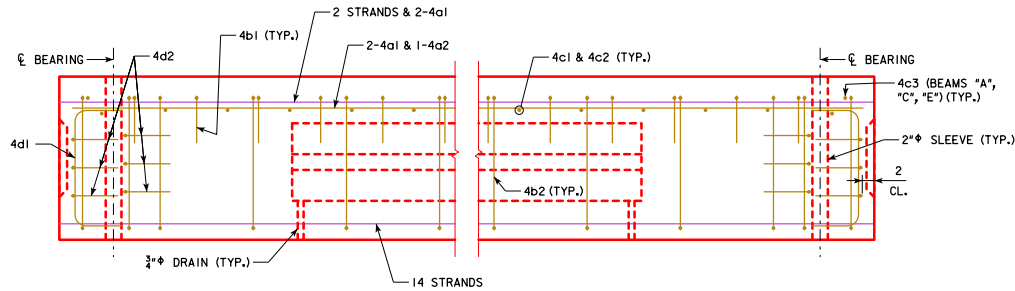 2 STRANDS & 2-4a1
4b1 (TYP.)
2-4a1 & 1-4a2
4d2
℄ BEARING
4c1 & 4c2 (TYP.)
℄ BEARING
4c3 (BEAMS "A",
"C", "E") (TYP.)
4d1
2"Φ SLEEVE (TYP.)
2
CL.
4b2 (TYP.)
3/4"Φ DRAIN (TYP.)
14 STRANDS